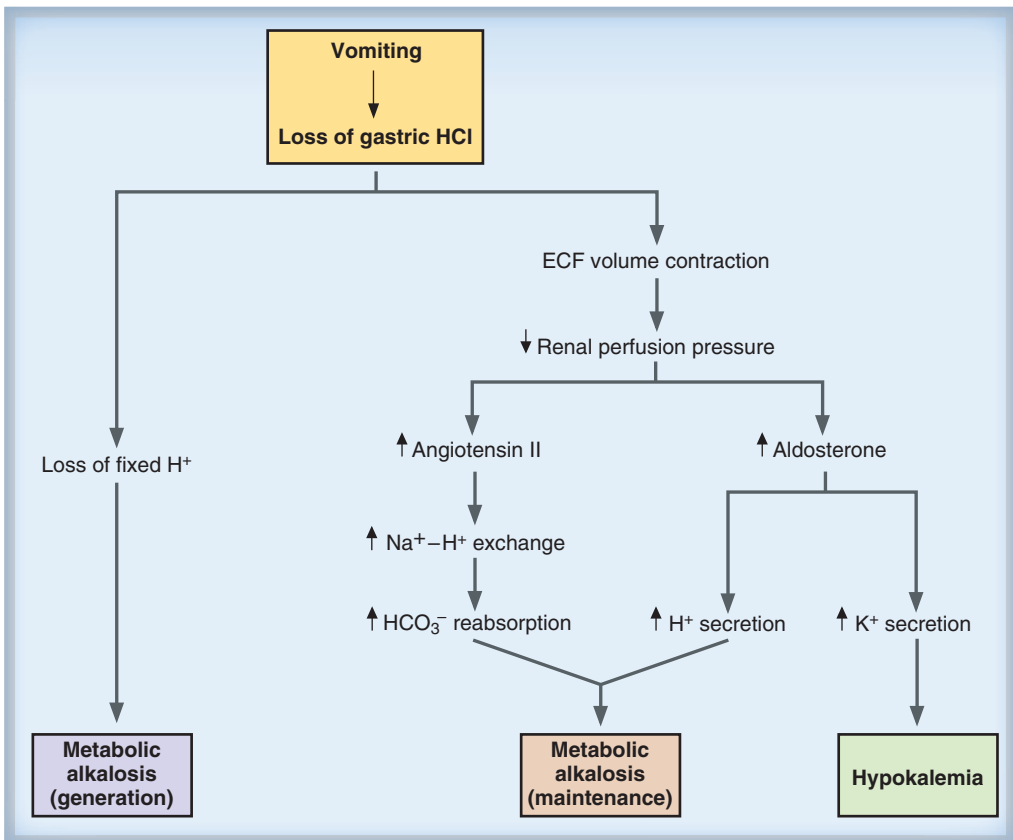 Vomiting
Loss of gastric HCl
ECF volume contraction
↓ Renal perfusion pressure
↑ Angiotensin II
↑ Aldosterone
Loss of fixed H⁺
↑ Na⁺–H⁺ exchange
↑ HCO₃⁻ reabsorption
↑ H⁺ secretion
↑ K⁺ secretion
Metabolic
alkalosis
(generation)
Metabolic
alkalosis
(maintenance)
Hypokalemia